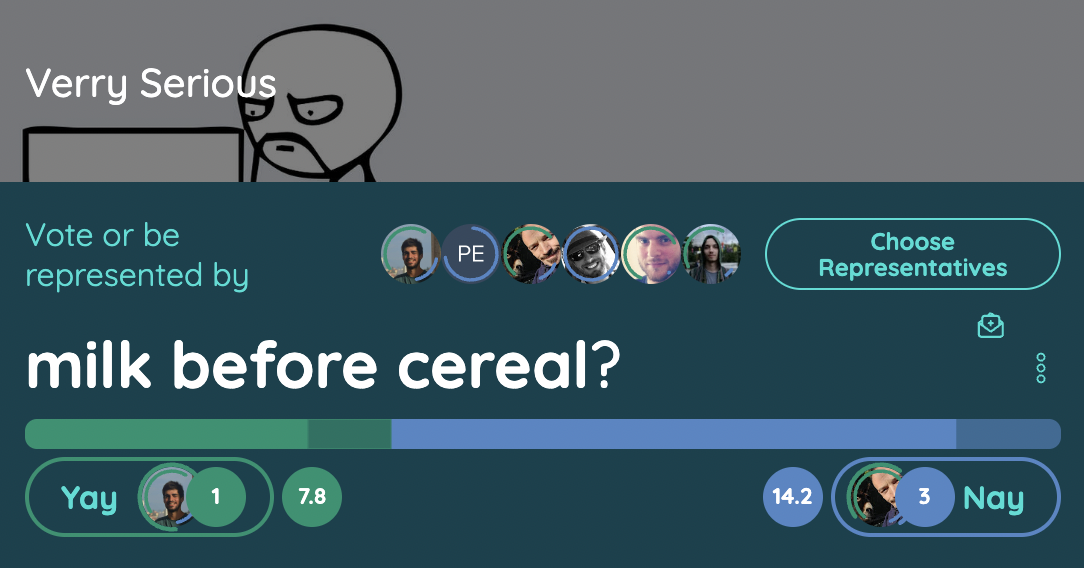 Verry Serious
Vote or be
represented by
PE
Choose
Representatives
milk before cereal?
Yay
1
7.8
14.2
3
Nay